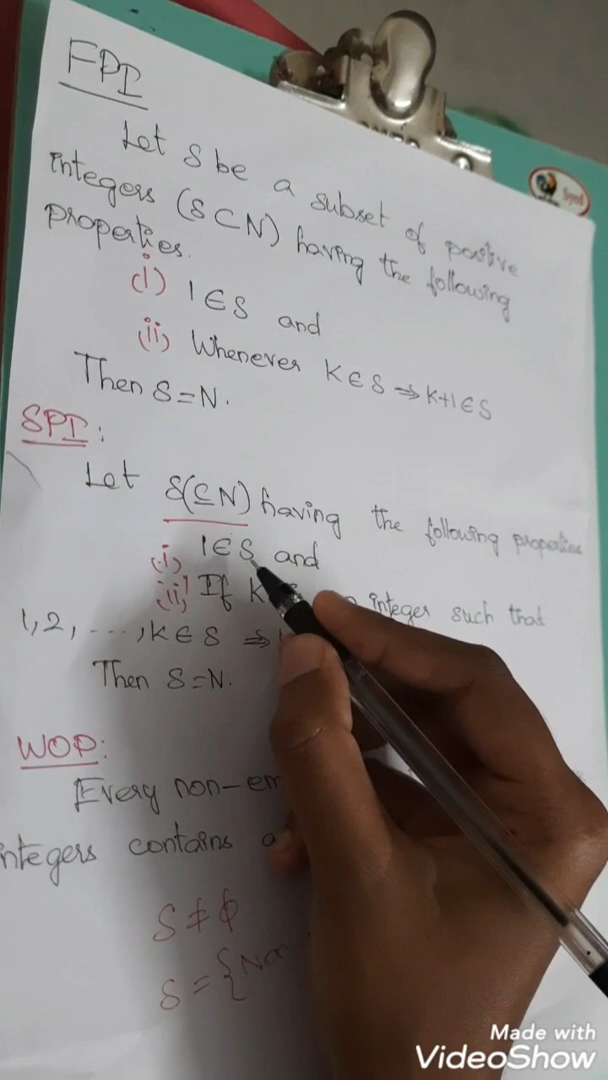 FPI
Let S be a subset of positive
integers (S⊂N) having the following
properties.
(i) 1∈S and
(ii) Whenever K∈S ⇒ K+1∈S
Then S=N.
SPI:
Let S(⊆N) having the following properties
(i) 1∈S and
(ii) If K integer such that
1,2, ..., K∈S ⇒
Then S=N.
WOP:
Every non-em
integers contains a
S≠ϕ
S={Non-
Syed
Made with
VideoShow